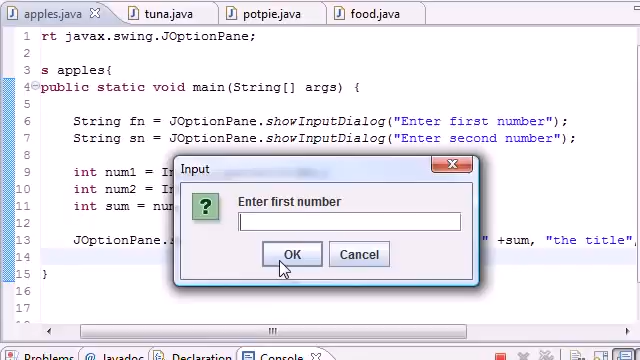 apples.java tuna.java potpie.java food.java
1 rt javax.swing.JOptionPane;
2
3 s apples{
4 public static void main(String[] args) {
5
6 String fn = JOptionPane.showInputDialog("Enter first number");
7 String sn = JOptionPane.showInputDialog("Enter second number");
8
9 int num1 = In
10 int num2 = In
11 int sum = num
12
13 JOptionPane.s " +sum, "the title",
14
15 }
16
17
18
Input
? Enter first number
OK Cancel
Problems @ Javadoc Declaration Console